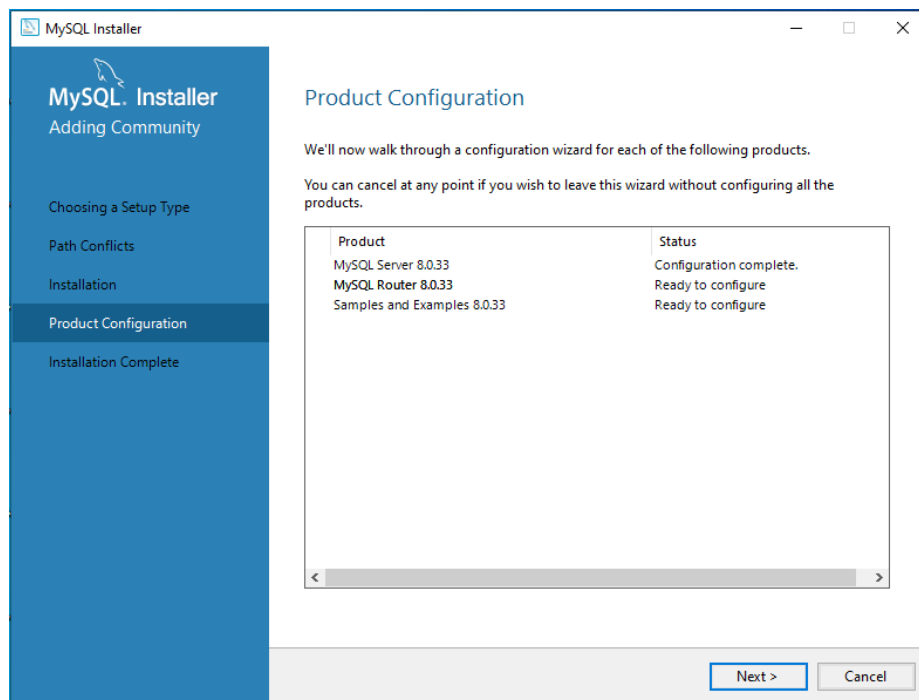 MySQL Installer
MySQL. Installer
Adding Community
Choosing a Setup Type
Path Conflicts
Installation
Product Configuration
Installation Complete
Product Configuration
We'll now walk through a configuration wizard for each of the following products.
You can cancel at any point if you wish to leave this wizard without configuring all the
products.
Product Status
MySQL Server 8.0.33 Configuration complete.
MySQL Router 8.0.33 Ready to configure
Samples and Examples 8.0.33 Ready to configure
Next > Cancel